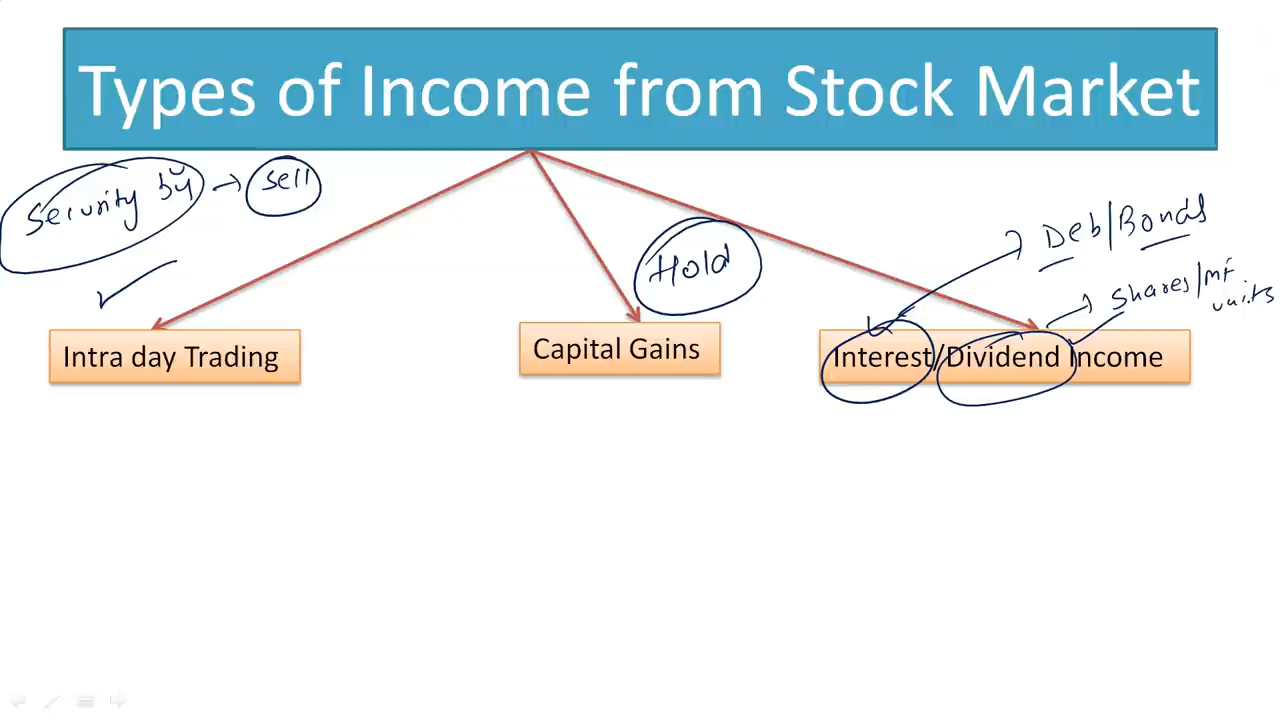 Types of Income from Stock Market
Security by → sell
Hold
Deb/Bonds
Shares/MF
units
Intra day Trading
Capital Gains
Interest/Dividend Income